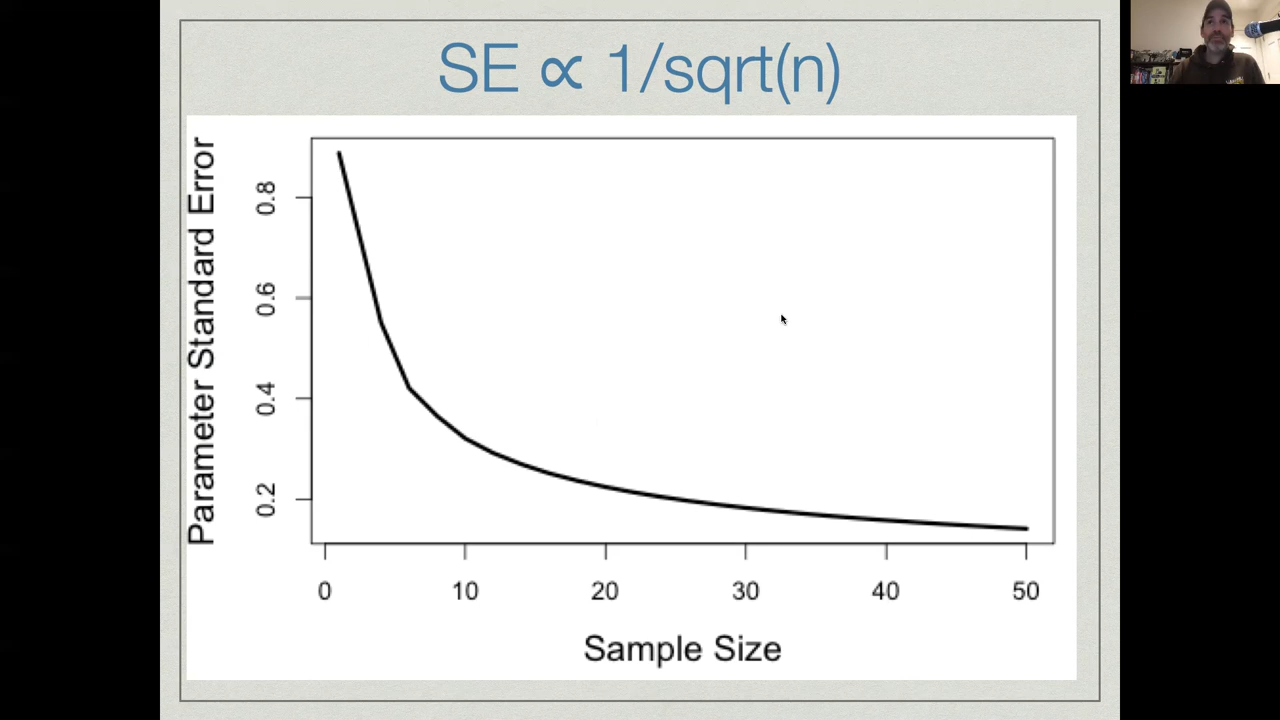 SE ∝ 1/sqrt(n)
Parameter Standard Error
0.8
0.6
0.4
0.2
0 10 20 30 40 50
Sample Size